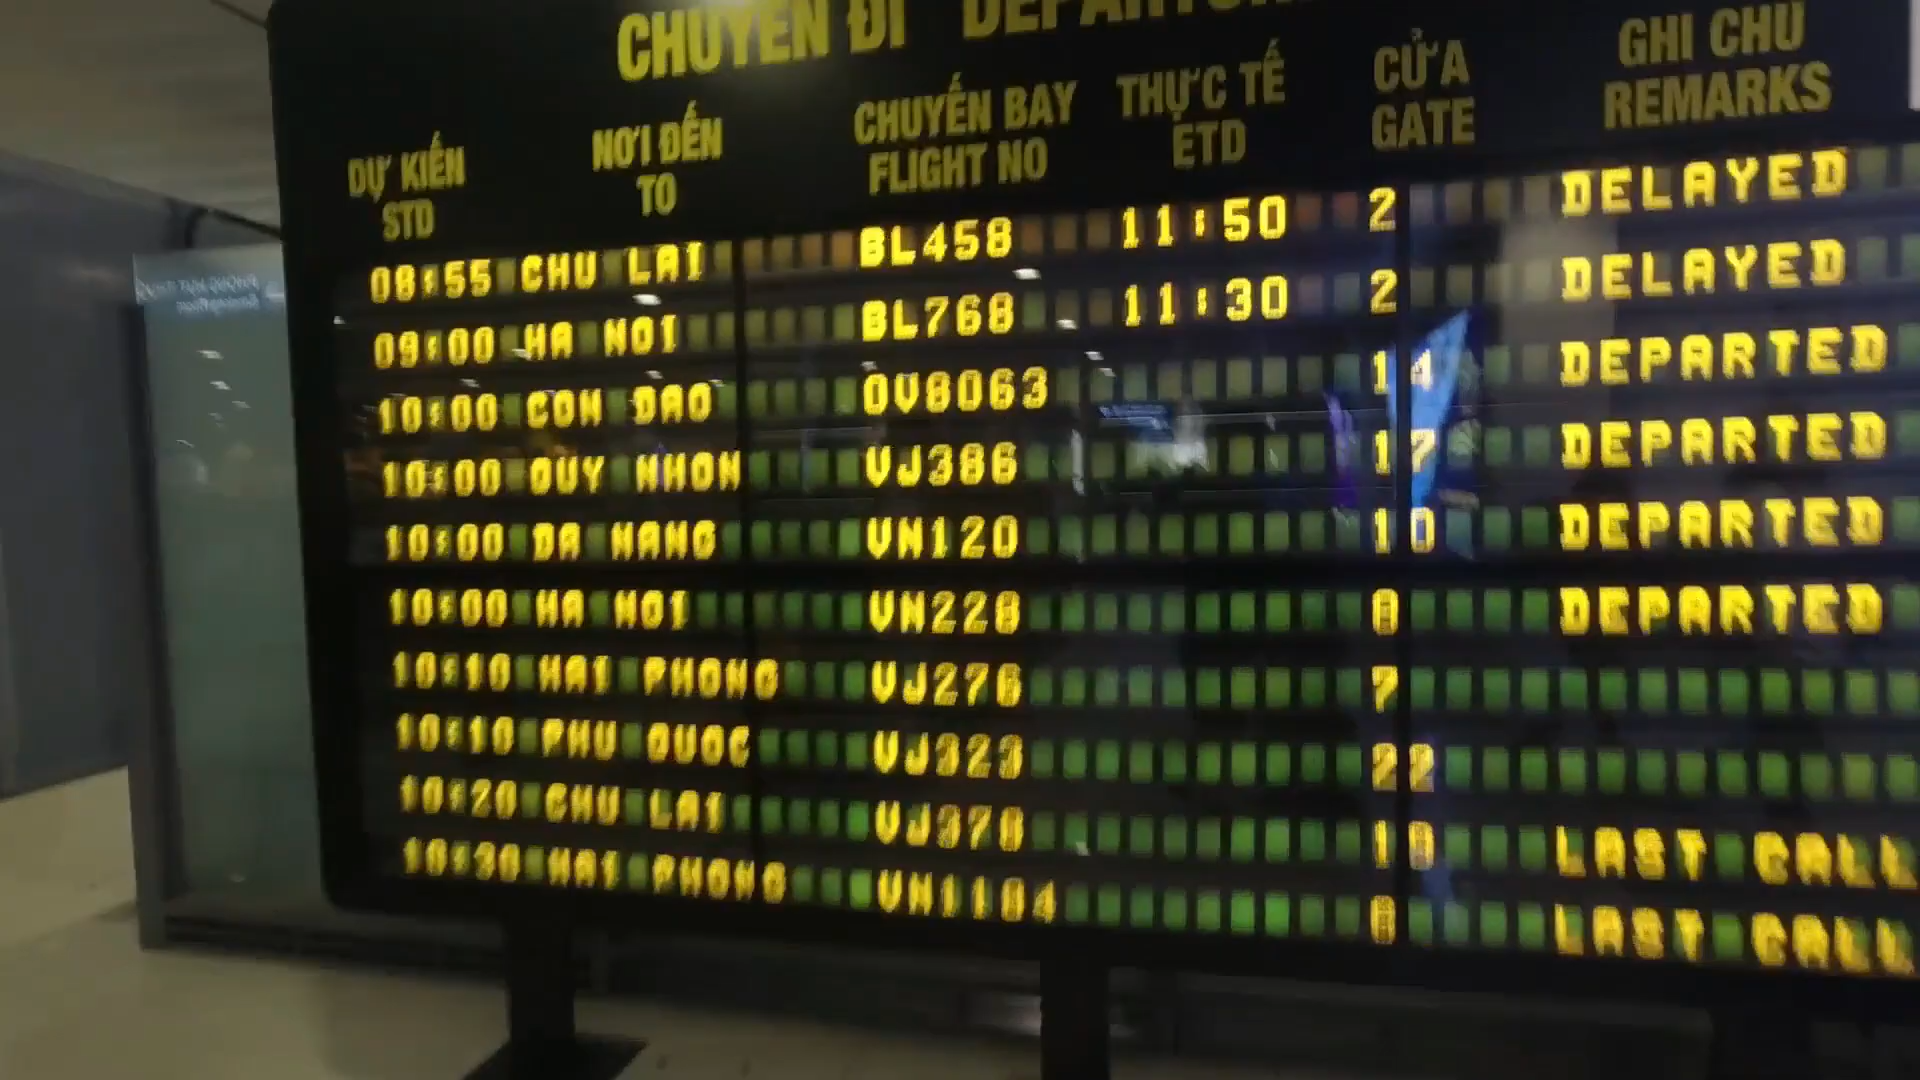 CHUYẾN ĐI DEPARTURE
DỰ KIẾN STD NƠI ĐẾN TO CHUYẾN BAY FLIGHT NO THỰC TẾ ETD CỬA GATE GHI CHÚ REMARKS
08:55 CHU LAI BL458 11:50 2 DELAYED
09:00 HA NOI BL768 11:30 2 DELAYED
10:00 CON DAO 0V8063 14 DEPARTED
10:00 QUY NHON VJ386 17 DEPARTED
10:00 DA NANG VN120 10 DEPARTED
10:00 HA NOI VN228 8 DEPARTED
10:10 HAI PHONG VJ276 7
10:10 PHU QUOC VJ323 22
10:20 CHU LAI VJ370 LAST CALL
10:30 HAI PHONG VN1184 LAST CALL